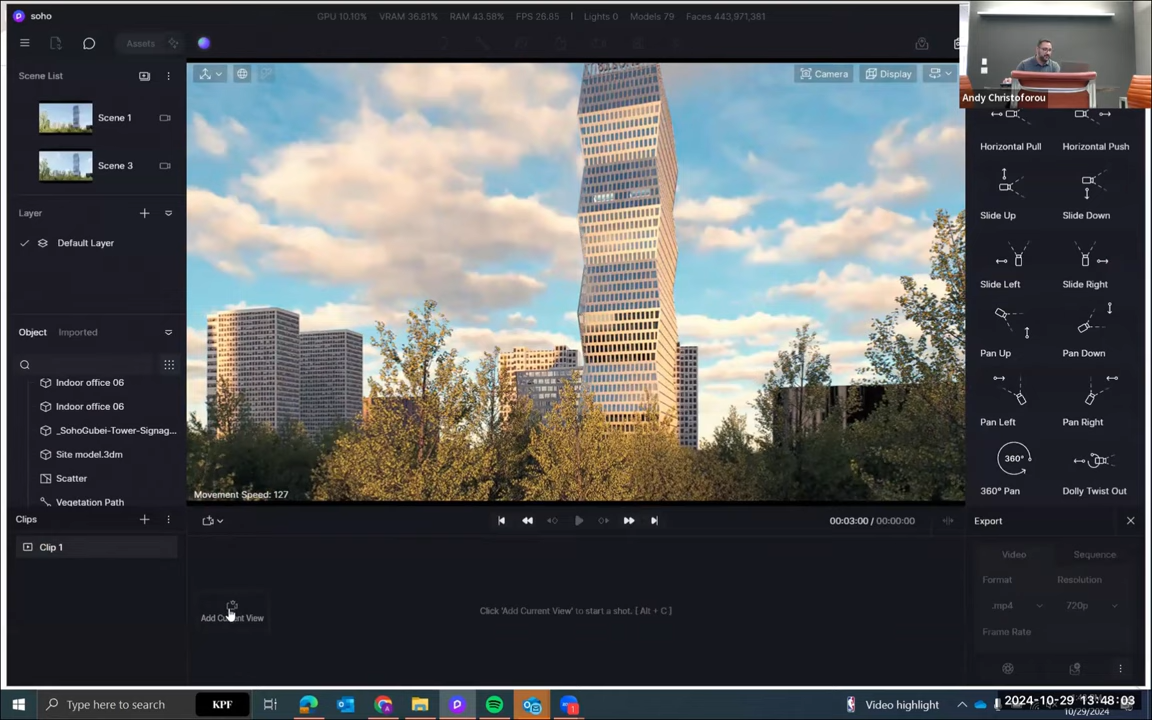 soho
GPU 10.10% VRAM 36.81% RAM 43.58% FPS 26.85 Lights 0 Models 79 Faces 443,971,381
Assets
Scene List
Camera
Display
Andy Christoforou
Scene 1
Scene 3
Horizontal Pull
Horizontal Push
Layer
Slide Up
Slide Down
Default Layer
Slide Left
Slide Right
Object
Imported
Pan Up
Pan Down
Indoor office 06
Indoor office 06
_SohoGubei-Tower-Signag...
Pan Left
Pan Right
Site model.3dm
360°
Scatter
360° Pan
Dolly Twist Out
Movement Speed: 127
Vegetation Path
Clips
00:03:00 / 00:00:00
Export
Clip 1
Video
Sequence
Format
Resolution
.mp4
720p
Add Current View
Click 'Add Current View' to start a shot. [ Alt + C ]
Frame Rate
Type here to search
KPF
Video highlight
2024-10-29 13:48:03
10/29/2024